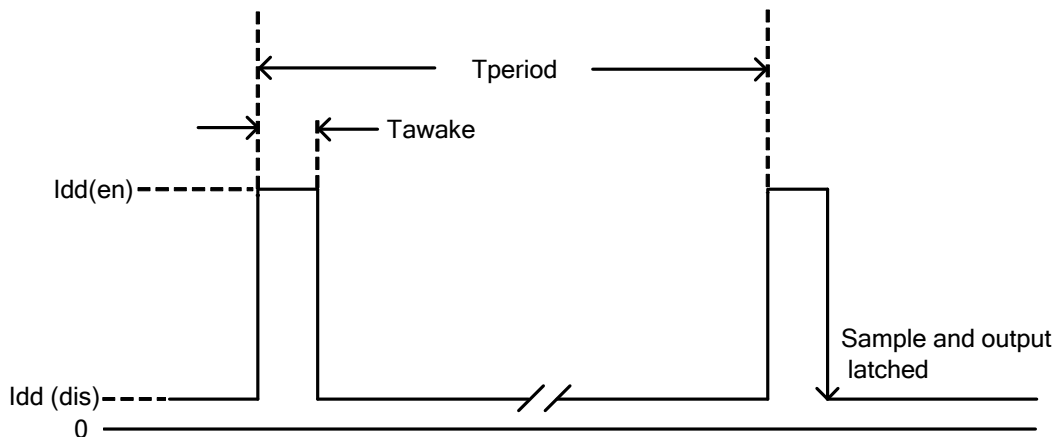 Tperiod
Tawake
Idd(en)
Sample and output
latched
Idd (dis)
0